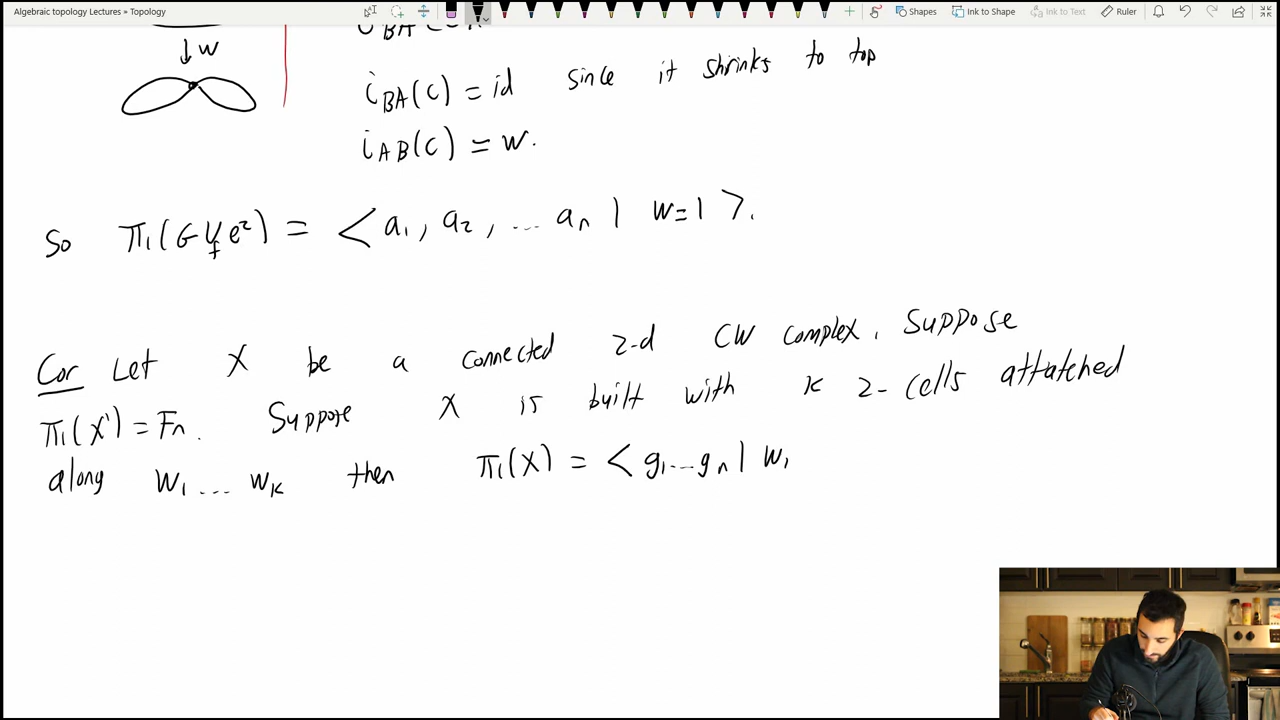 Algebraic topology Lectures » Topology
Shapes
Ink to Shape
Ink to Text
Ruler
↓ w
i_BA(C) = id since it shrinks to top
i_AB(C) = w.
So π₁(G ∪_f e²) = < a₁, a₂, ... aₙ | w=1 >.
Cor Let X be a connected 2-d CW complex. Suppose
π₁(X¹) = Fₙ. Suppose X is built with k 2-cells attatched
along w₁ ... w_k then π₁(X) = < g₁...gₙ | w₁